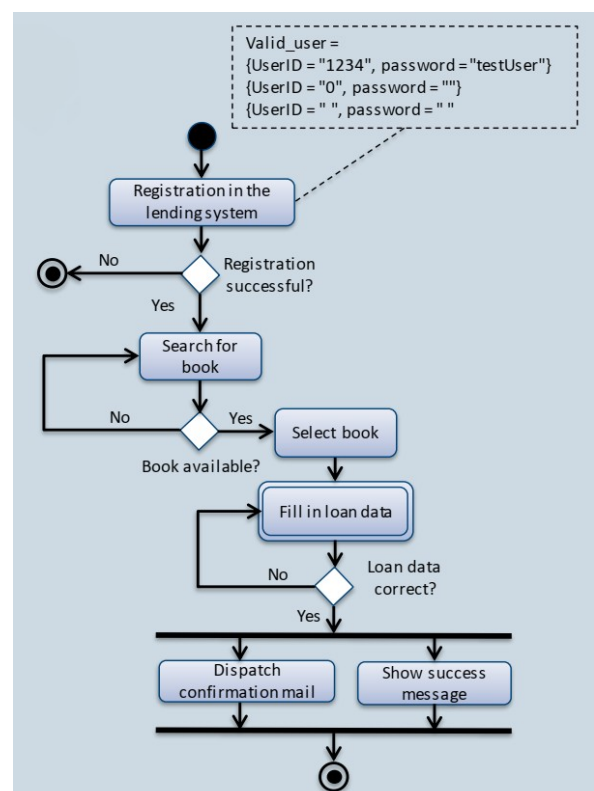 Valid_user =
{UserID = "1234", password = "testUser"}
{UserID = "0", password = ""}
{UserID = " ", password = " "
Registration in the
lending system
No
Registration
successful?
Yes
Search for
book
No
Yes
Select book
Book available?
Fill in loan data
No
Loan data
correct?
Yes
Dispatch
confirmation mail
Show success
message